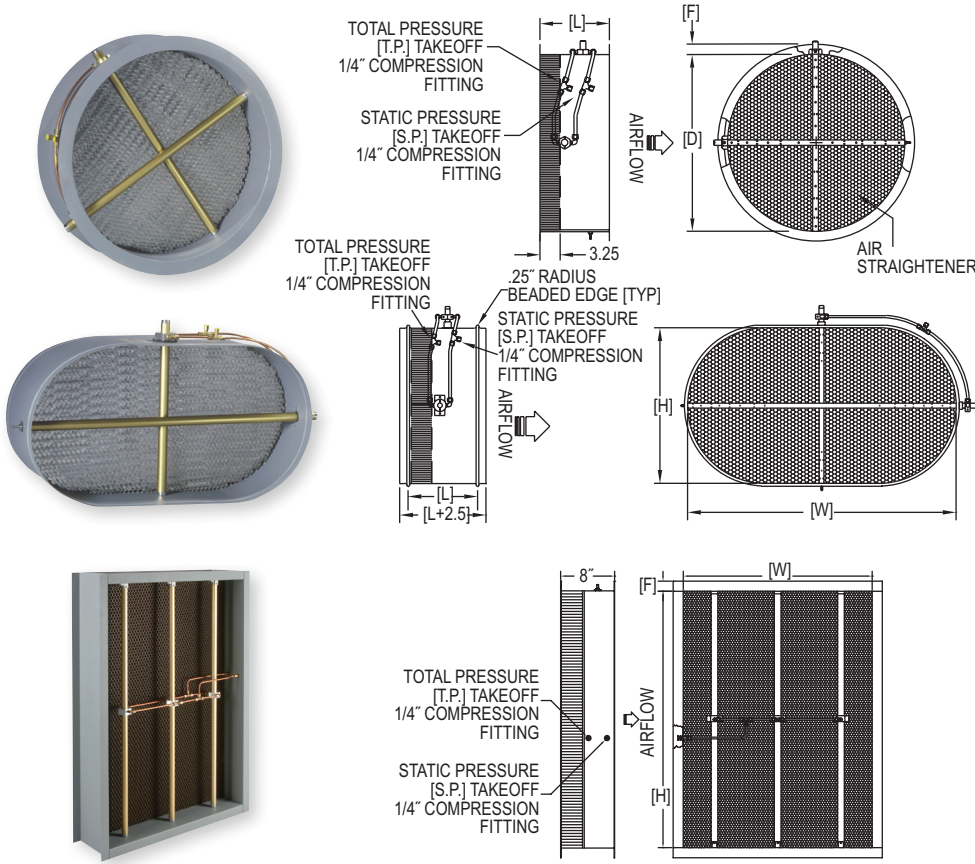 TOTAL PRESSURE
[T.P.] TAKEOFF
1/4″ COMPRESSION
FITTING
STATIC PRESSURE
[S.P.] TAKEOFF
1/4″ COMPRESSION
FITTING
[L]
3.25
AIRFLOW
[F]
[D]
AIR
STRAIGHTENER
TOTAL PRESSURE
[T.P.] TAKEOFF
1/4″ COMPRESSION
FITTING
.25″ RADIUS
BEADED EDGE [TYP]
STATIC PRESSURE
[S.P.] TAKEOFF
1/4″ COMPRESSION
FITTING
AIRFLOW
[L]
[L+2.5]
[H]
[W]
8″
TOTAL PRESSURE
[T.P.] TAKEOFF
1/4″ COMPRESSION
FITTING
STATIC PRESSURE
[S.P.] TAKEOFF
1/4″ COMPRESSION
FITTING
AIRFLOW
[F]
[W]
[H]